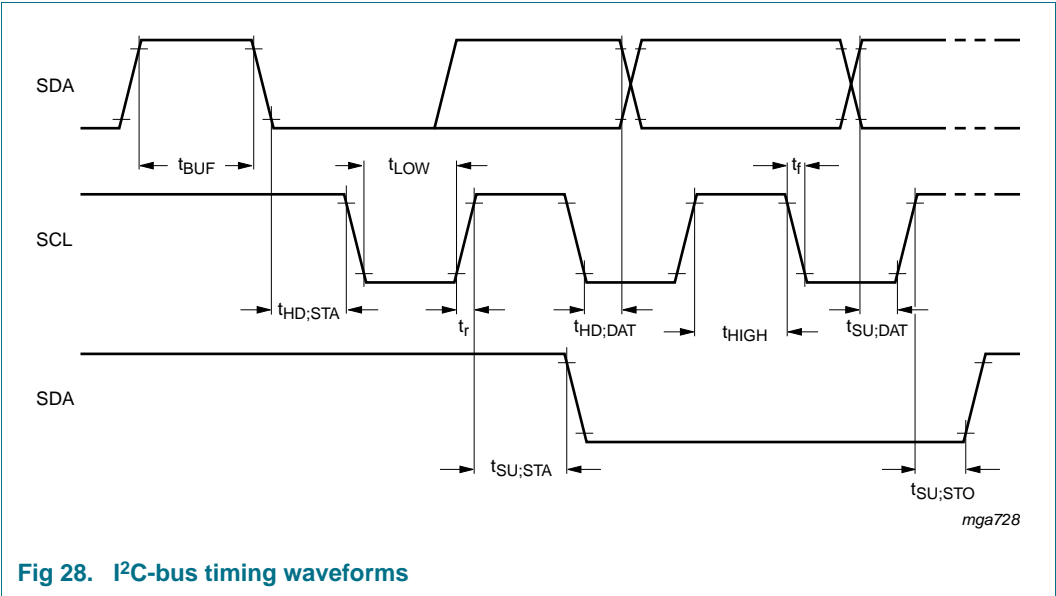 SDA
tBUF
tLOW
tf
SCL
tHD;STA
tr
tHD;DAT
tHIGH
tSU;DAT
SDA
tSU;STA
tSU;STO
mga728
Fig 28. I2C-bus timing waveforms